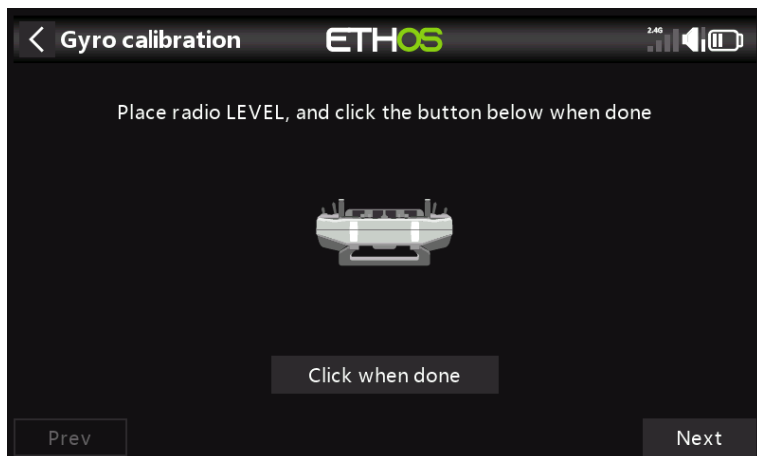 Gyro calibration
ETHOS
2.4G
Place radio LEVEL, and click the button below when done
Click when done
Prev
Next